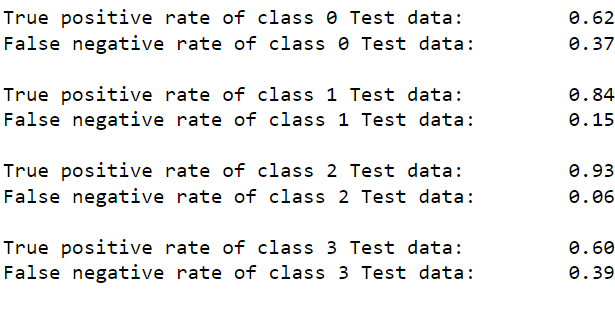 True positive rate of class 0 Test data: 0.62
False negative rate of class 0 Test data: 0.37
True positive rate of class 1 Test data: 0.84
False negative rate of class 1 Test data: 0.15
True positive rate of class 2 Test data: 0.93
False negative rate of class 2 Test data: 0.06
True positive rate of class 3 Test data: 0.60
False negative rate of class 3 Test data: 0.39